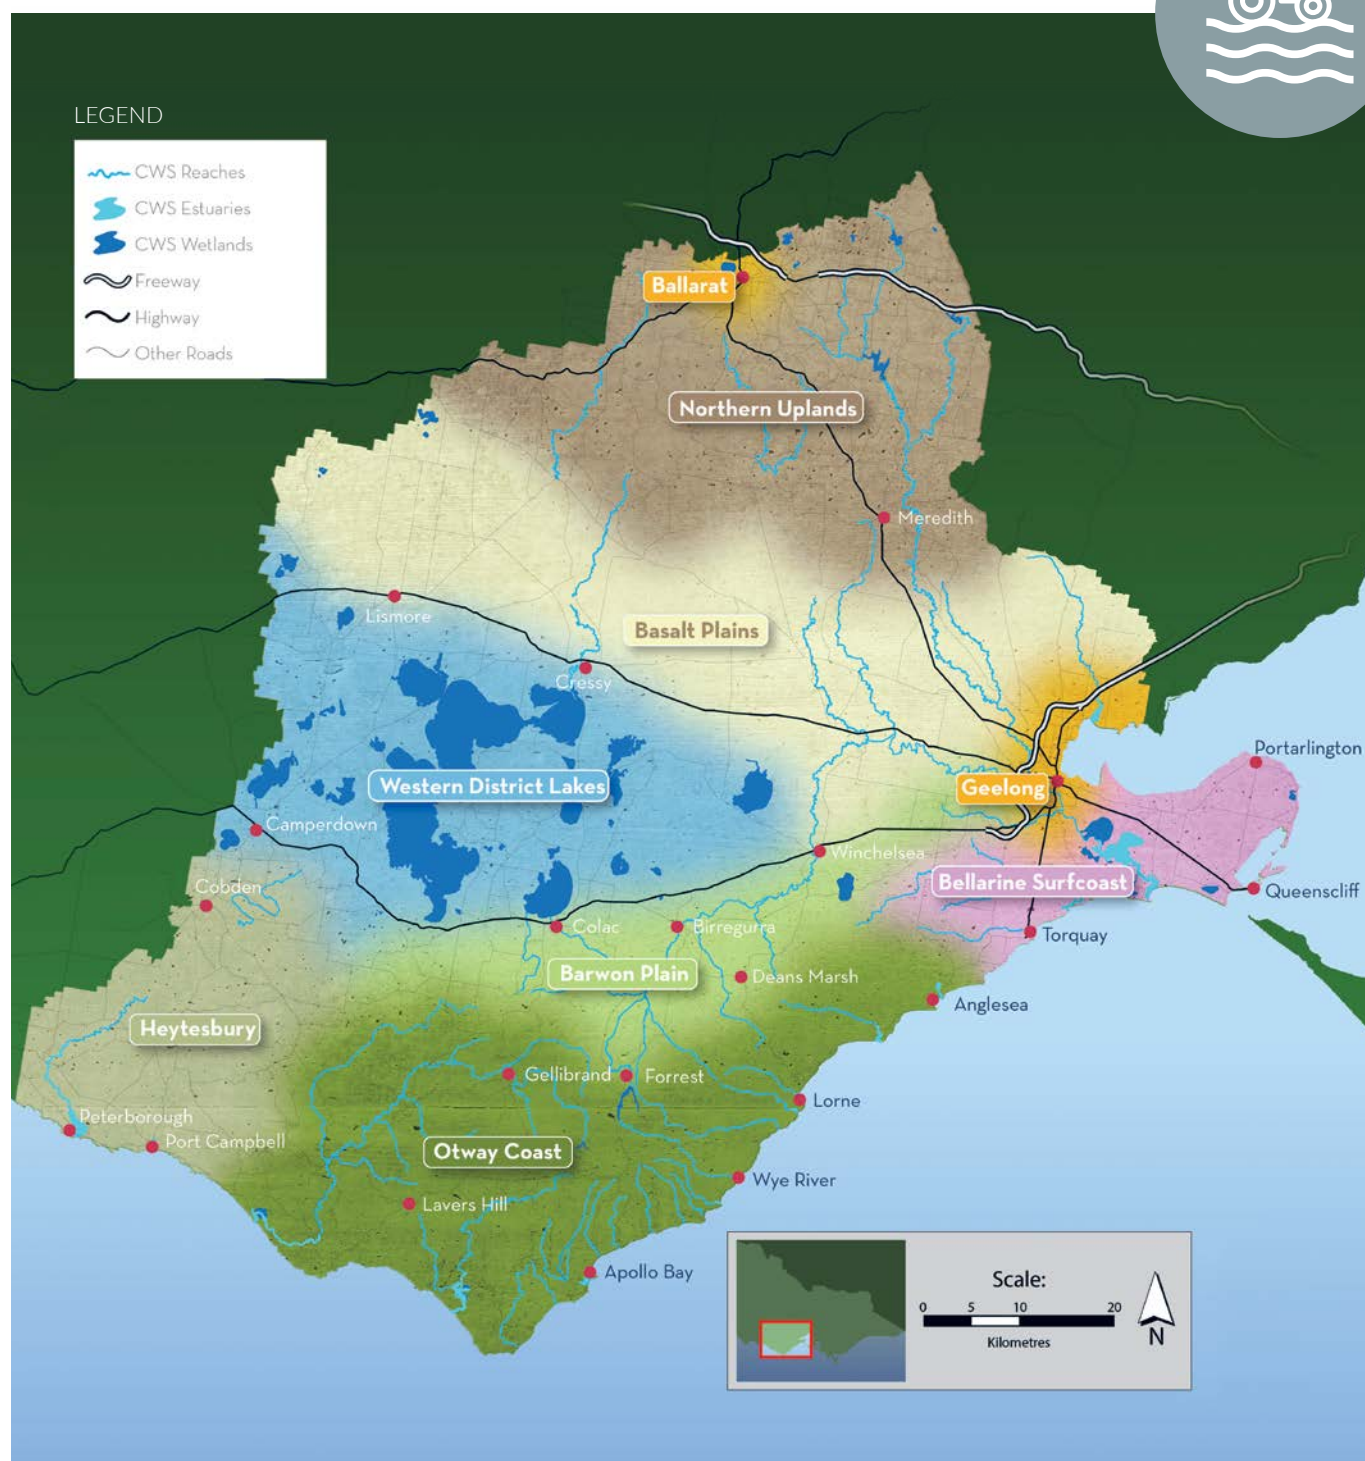 LEGEND
CWS Reaches
CWS Estuaries
CWS Wetlands
Freeway
Highway
Other Roads
Ballarat
Northern Uplands
Meredith
Lismore
Basalt Plains
Cressy
Portarlington
Western District Lakes
Geelong
Camperdown
Winchelsea
Cobden
Bellarine Surfcoast
Queenscliff
Colac
Birregurra
Torquay
Barwon Plain
Deans Marsh
Anglesea
Heytesbury
Gellibrand
Forrest
Lorne
Peterborough
Port Campbell
Otway Coast
Wye River
Lavers Hill
Apollo Bay
Scale:
0 5 10 20
Kilometres
N